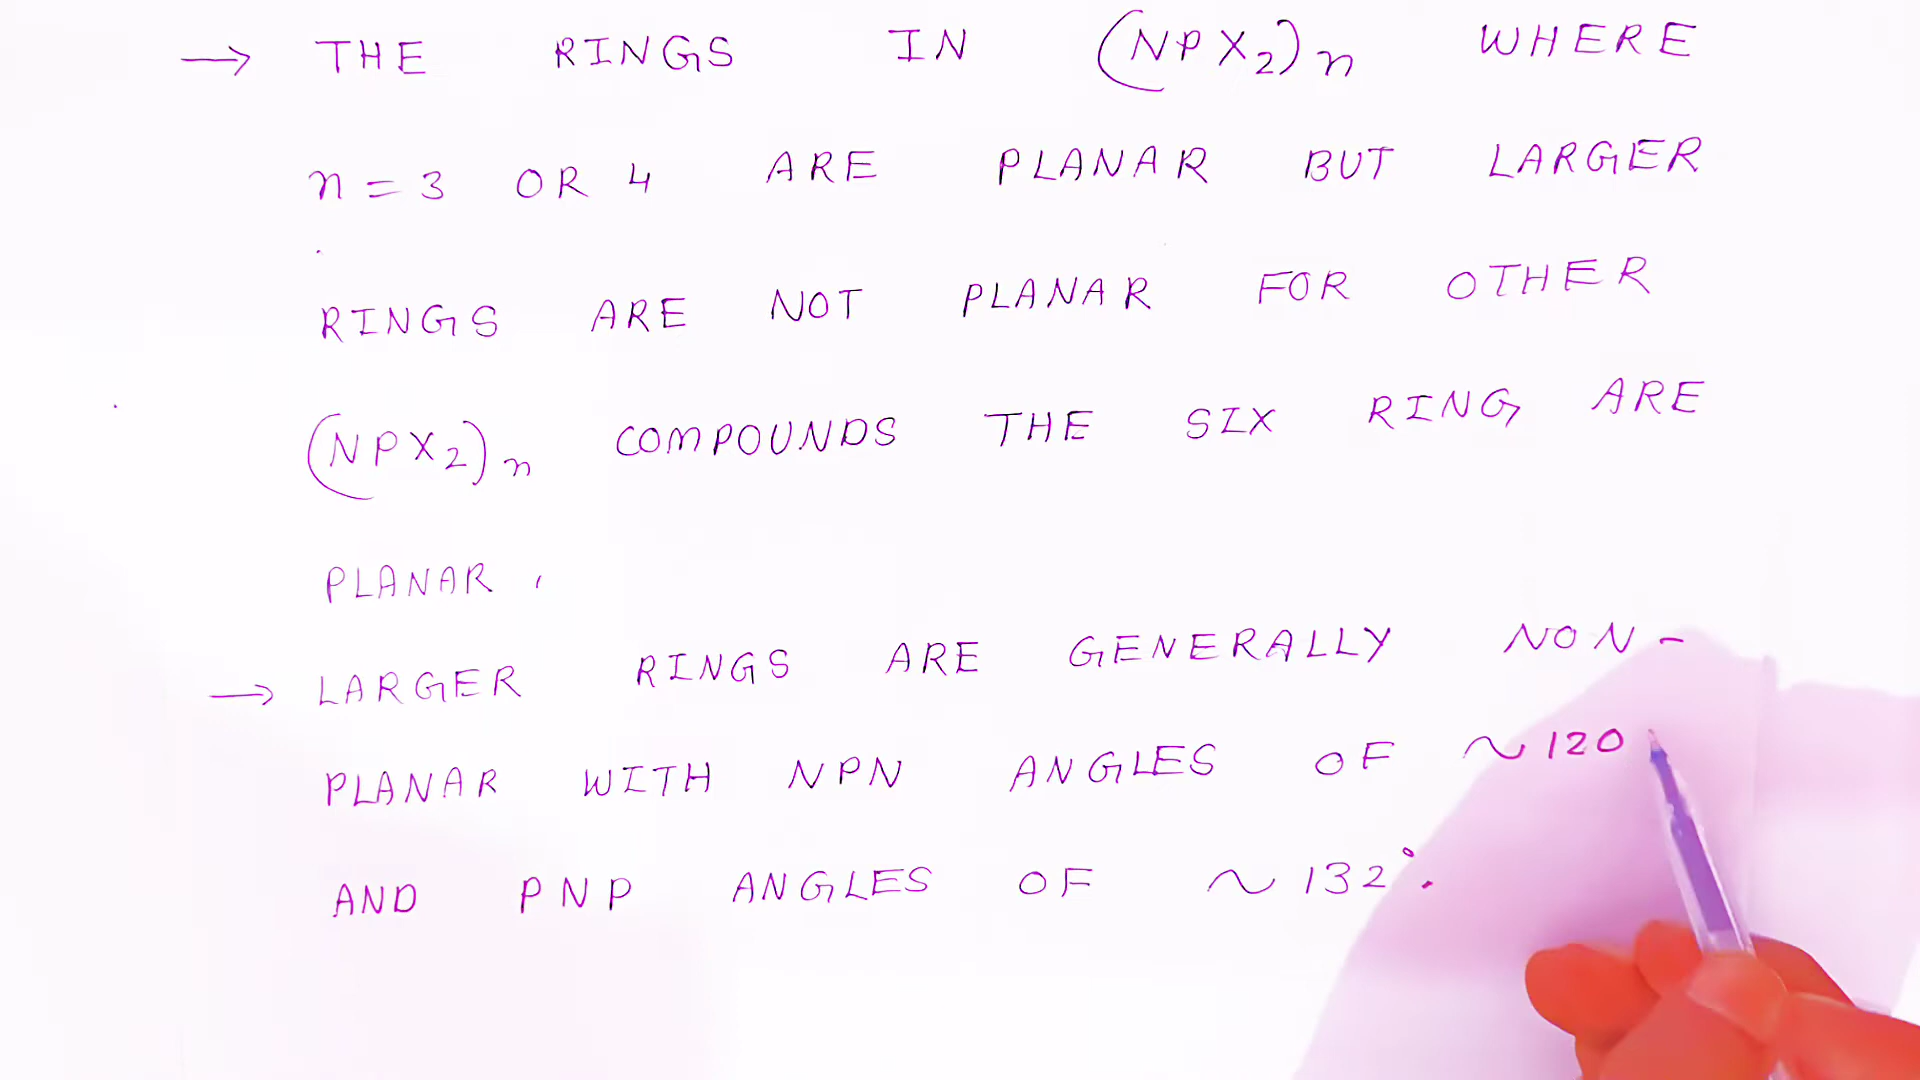 → THE RINGS IN (NPX₂)n WHERE
n = 3 OR 4 ARE PLANAR BUT LARGER
RINGS ARE NOT PLANAR FOR OTHER
(NPX₂)n COMPOUNDS THE SIX RING ARE
PLANAR .
→ LARGER RINGS ARE GENERALLY NON-
PLANAR WITH NPN ANGLES OF ~120
AND PNP ANGLES OF ~132°.